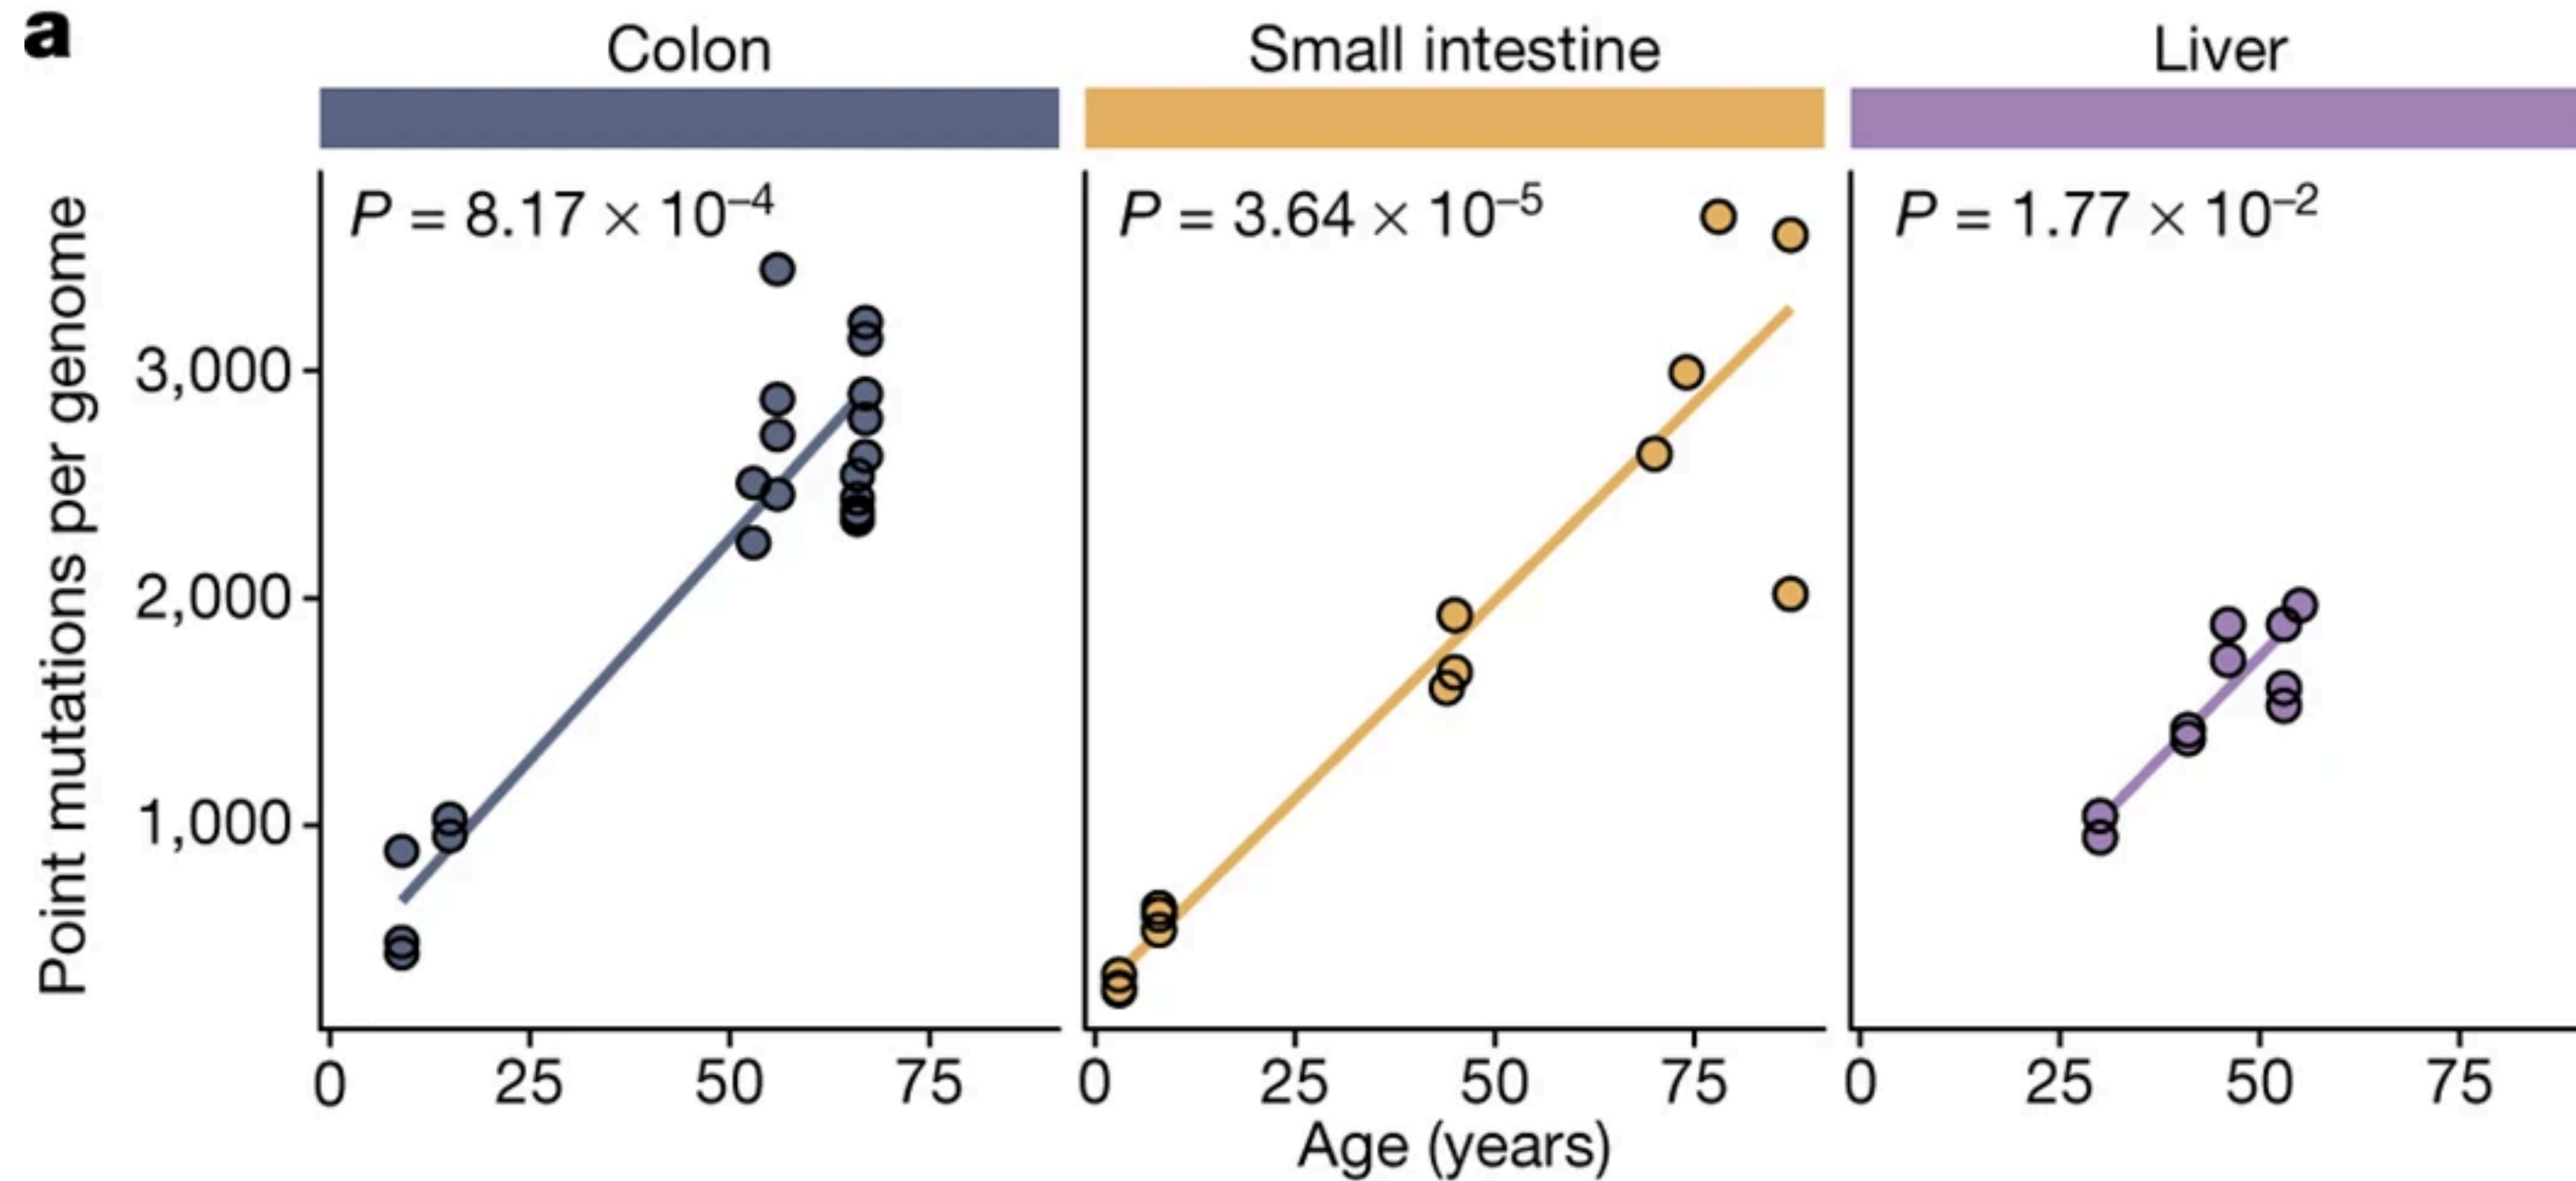 a
Colon
Small intestine
Liver
P = 8.17 × 10⁻⁴
P = 3.64 × 10⁻⁵
P = 1.77 × 10⁻²
Point mutations per genome
3,000
2,000
1,000
0 25 50 75
0 25 50 75
0 25 50 75
Age (years)